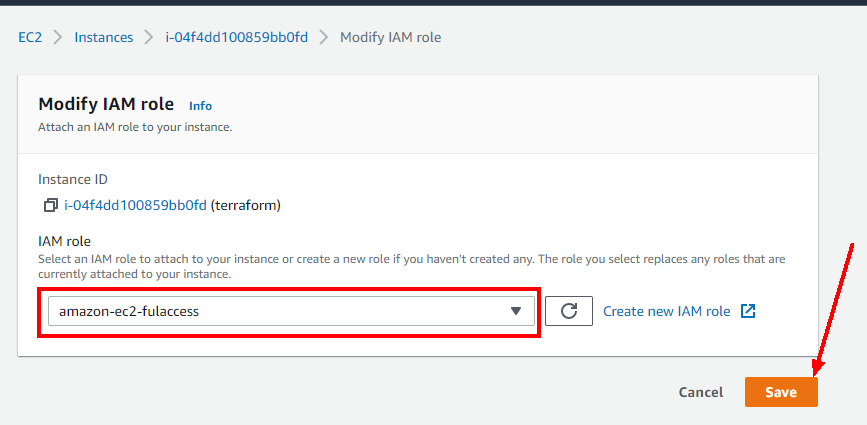 EC2 Instances i-04f4dd100859bb0fd Modify IAM role
Modify IAM role Info
Attach an IAM role to your instance.
Instance ID
i-04f4dd100859bb0fd (terraform)
IAM role
Select an IAM role to attach to your instance or create a new role if you haven't created any. The role you select replaces any roles that are
currently attached to your instance.
amazon-ec2-fulaccess Create new IAM role
Cancel Save